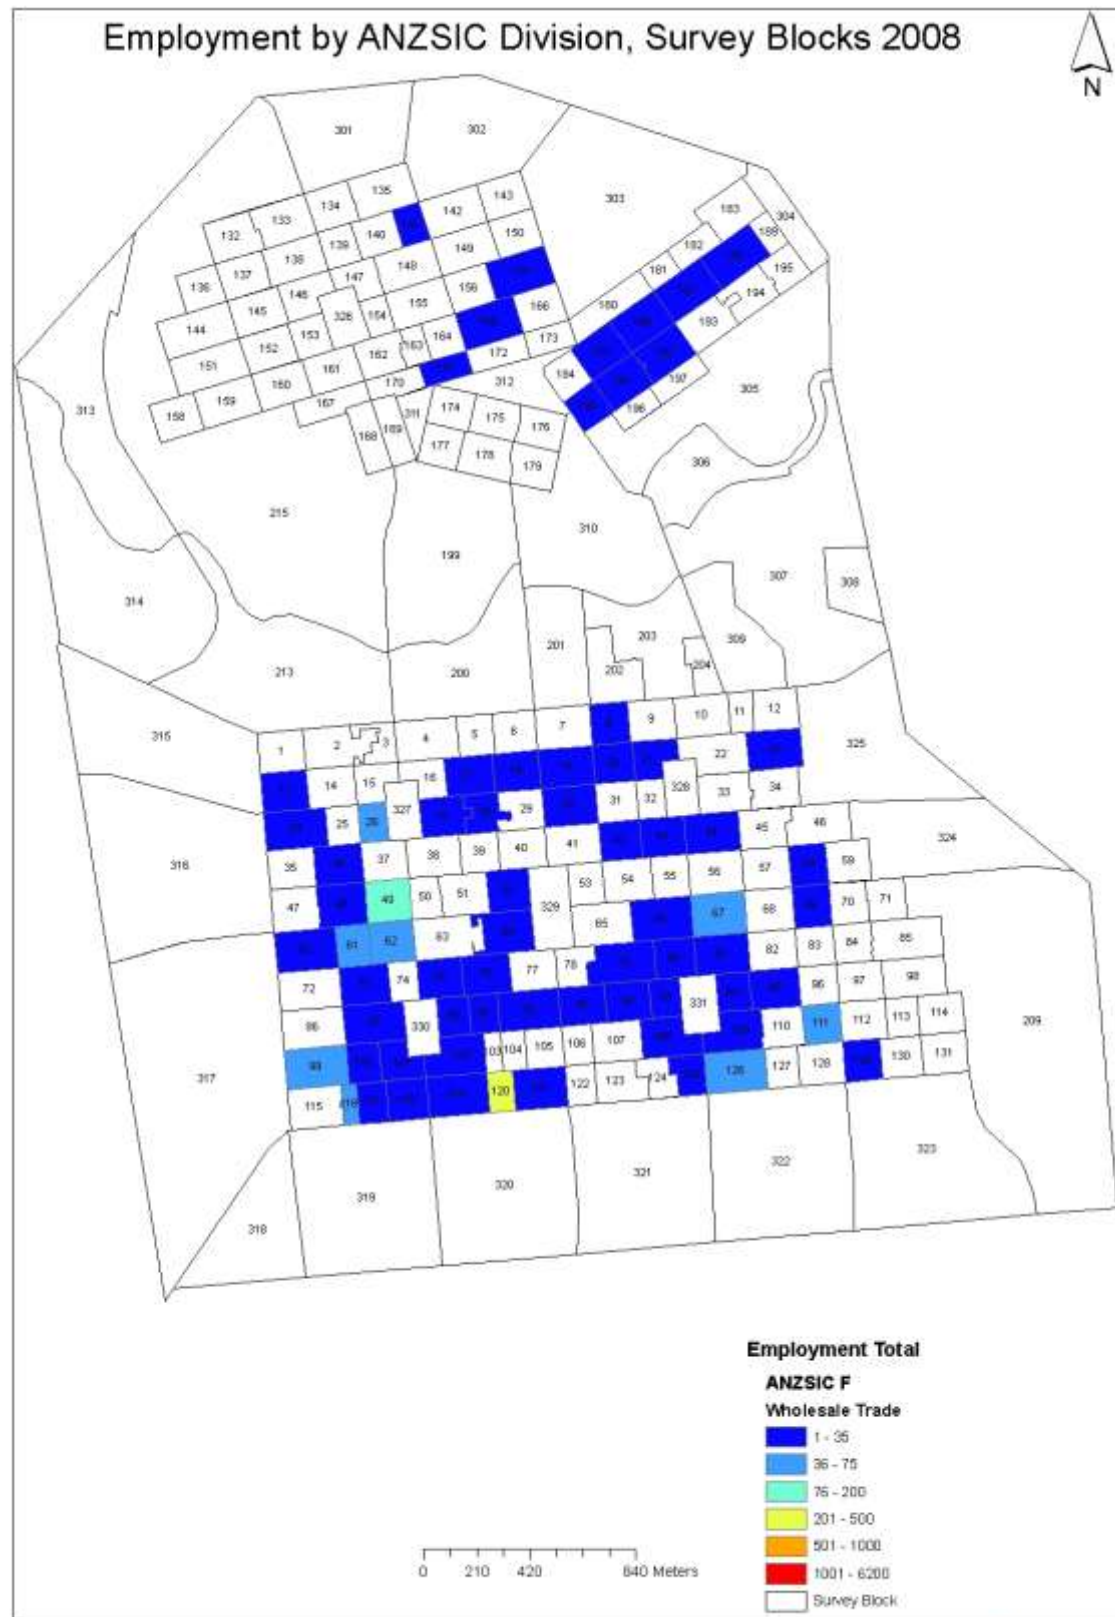 Employment by ANZSIC Division, Survey Blocks 2008
N
301
302
303
304
305
306
307
308
309
310
311
312
313
314
315
316
317
318
319
320
321
322
323
324
325
326
327
328
329
330
331
132 133 134 135
136 137 138 139 140 142 143
144 145 146 147 148 149 150
151 152 153 154 155 156
158 159 160 161 162 163 164 166
167 168 169 170 172 173
174 175 176
177 178 179
180 181 182 183
184 189 193 194 195
196 197
199
200
201
202
203
204
209
213
215
1 2 3 4 5 6 7 9 10 11 12
14 15 16 22
25 26 29 31 32 33 34
35 37 38 39 40 41 45 46
47 49 50 51 53 54 55 56 57 59
61 62 63 65 67 68 70 71
72 74 77 78 82 83 84 85
86 96 97 98
99 103 104 105 106 107 110 111 112 113 114
115 116 120 122 123 124 126 127 128 130 131
Employment Total
ANZSIC F
Wholesale Trade
1 - 35
36 - 75
76 - 200
201 - 500
501 - 1000
1001 - 6200
Survey Block
0 210 420 840 Meters